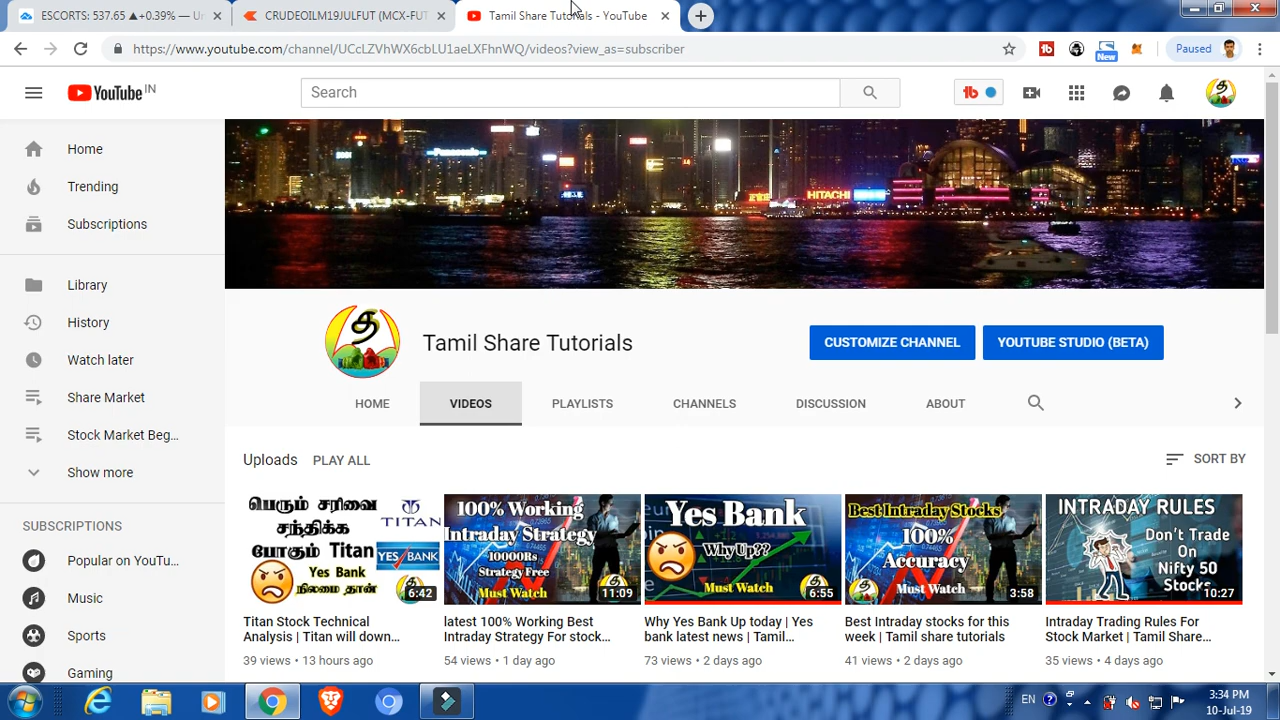 ESCORTS: 537.65 ▲+0.39% — Ur
CRUDEOILM19JULFUT (MCX-FUT
Tamil Share Tutorials - YouTube
https://www.youtube.com/channel/UCcLZVhWX6cbLU1aeLXFhnWQ/videos?view_as=subscriber
New
Paused
YouTube IN
Search
Home
Trending
Subscriptions
Library
History
Watch later
Share Market
Stock Market Beg...
Show more
SUBSCRIPTIONS
Popular on YouTu...
Music
Sports
Gaming
Panasonic
HITACHI
த
Tamil Share Tutorials
CUSTOMIZE CHANNEL
YOUTUBE STUDIO (BETA)
HOME VIDEOS PLAYLISTS CHANNELS DISCUSSION ABOUT
Uploads PLAY ALL
SORT BY
பெரும் சரிவை
சந்திக்க
போகும் Titan
Yes Bank
நிலமை தான்
TITAN
YES BANK
6:42
Titan Stock Technical
Analysis | Titan will down...
39 views • 13 hours ago
100% Working
Intraday Strategy
10000Rs
Strategy Free
Must Watch
11:09
latest 100% Working Best
Intraday Strategy For stock...
54 views • 1 day ago
Yes Bank
Why Up??
Must Watch
6:55
Why Yes Bank Up today | Yes
bank latest news | Tamil...
73 views • 2 days ago
Best Intraday Stocks
100%
Accuracy
Must Watch
3:58
Best Intraday stocks for this
week | Tamil share tutorials
41 views • 2 days ago
INTRADAY RULES
Don't Trade
On
Nifty 50
Stocks
10:27
Intraday Trading Rules For
Stock Market | Tamil Share...
35 views • 4 days ago
EN
3:34 PM
10-Jul-19